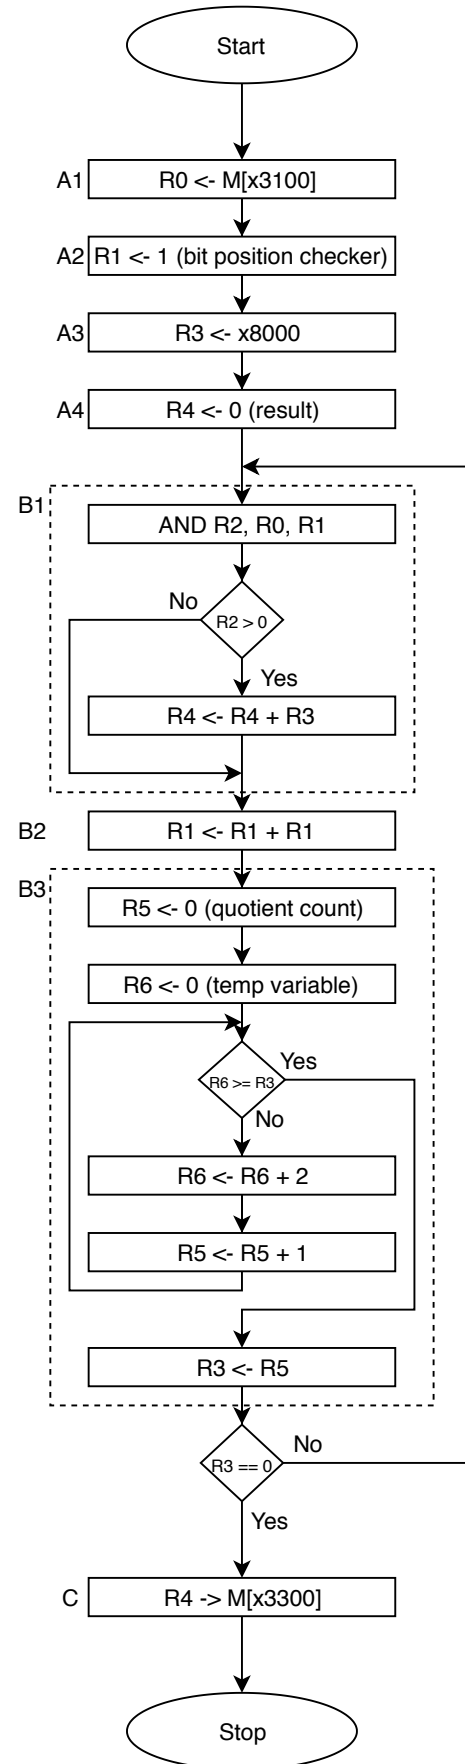 Start
A1
R0 <- M[x3100]
A2
R1 <- 1 (bit position checker)
A3
R3 <- x8000
A4
R4 <- 0 (result)
B1
AND R2, R0, R1
No
R2 > 0
Yes
R4 <- R4 + R3
B2
R1 <- R1 + R1
B3
R5 <- 0 (quotient count)
R6 <- 0 (temp variable)
Yes
R6 >= R3
No
R6 <- R6 + 2
R5 <- R5 + 1
R3 <- R5
No
R3 == 0
Yes
C
R4 -> M[x3300]
Stop